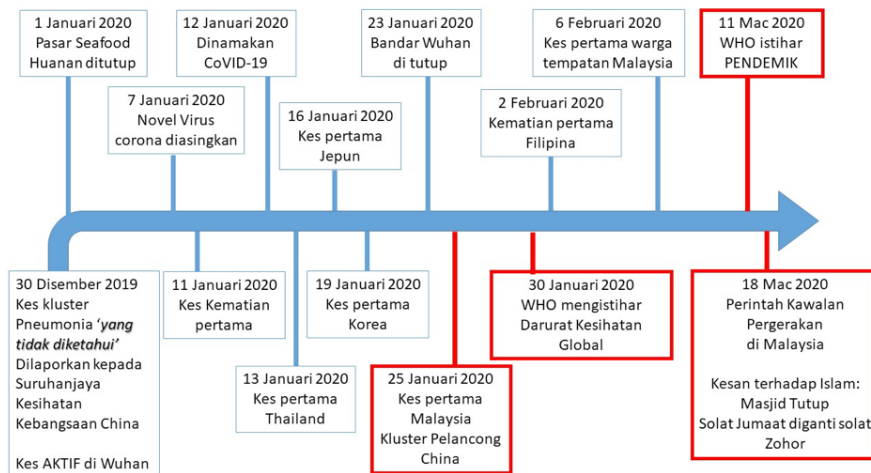 1 Januari 2020
Pasar Seafood
Huanan ditutup
12 Januari 2020
Dinamakan
CoVID-19
23 Januari 2020
Bandar Wuhan
di tutup
6 Februari 2020
Kes pertama warga
tempatan Malaysia
11 Mac 2020
WHO istihar
PENDEMIK
7 Januari 2020
Novel Virus
corona diasingkan
16 Januari 2020
Kes pertama
Jepun
2 Februari 2020
Kematian pertama
Filipina
30 Disember 2019
Kes kluster
Pneumonia ‘yang
tidak diketahui’
Dilaporkan kepada
Suruhanjaya
Kesihatan
Kebangsaan China
Kes AKTIF di Wuhan
11 Januari 2020
Kes Kematian
pertama
13 Januari 2020
Kes pertama
Thailand
19 Januari 2020
Kes pertama
Korea
25 Januari 2020
Kes pertama
Malaysia
Kluster Pelancong
China
30 Januari 2020
WHO mengistihar
Darurat Kesihatan
Global
18 Mac 2020
Perintah Kawalan
Pergerakan
di Malaysia
Kesan terhadap Islam:
Masjid Tutup
Solat Jumaat diganti solat
Zohor